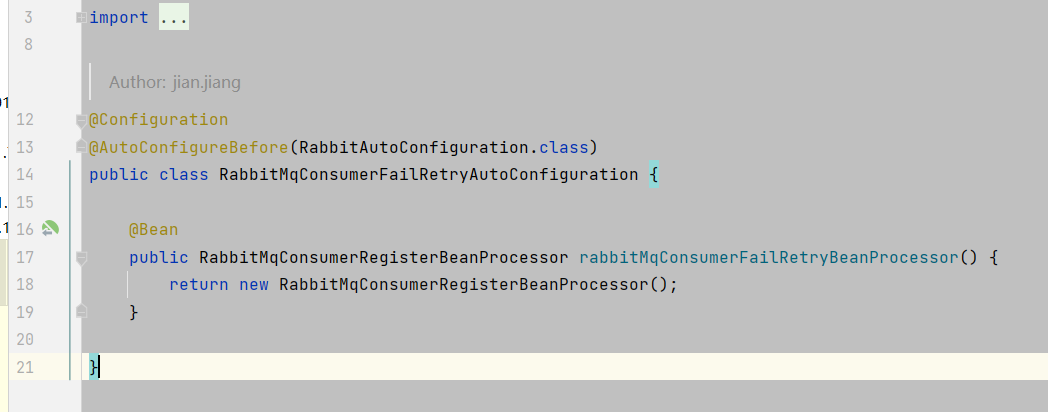 3 import ...
8
Author: jian.jiang
12 @Configuration
13 @AutoConfigureBefore(RabbitAutoConfiguration.class)
14 public class RabbitMqConsumerFailRetryAutoConfiguration {
15
16 @Bean
17 public RabbitMqConsumerRegisterBeanProcessor rabbitMqConsumerFailRetryBeanProcessor() {
18 return new RabbitMqConsumerRegisterBeanProcessor();
19 }
20
21 }